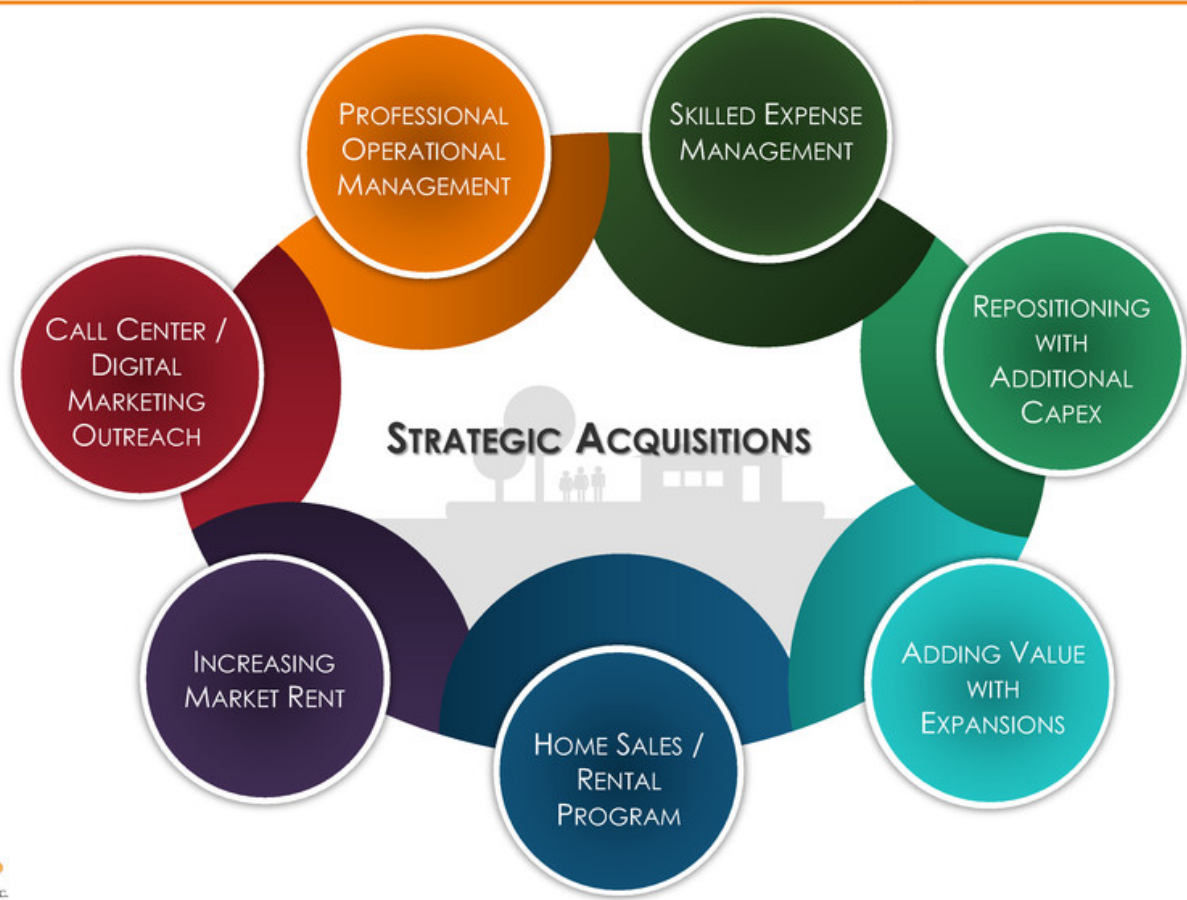 PROFESSIONAL
OPERATIONAL
MANAGEMENT
SKILLED EXPENSE
MANAGEMENT
CALL CENTER /
DIGITAL
MARKETING
OUTREACH
REPOSITIONING
WITH
ADDITIONAL
CAPEX
STRATEGIC ACQUISITIONS
INCREASING
MARKET RENT
HOME SALES /
RENTAL
PROGRAM
ADDING VALUE
WITH
EXPANSIONS